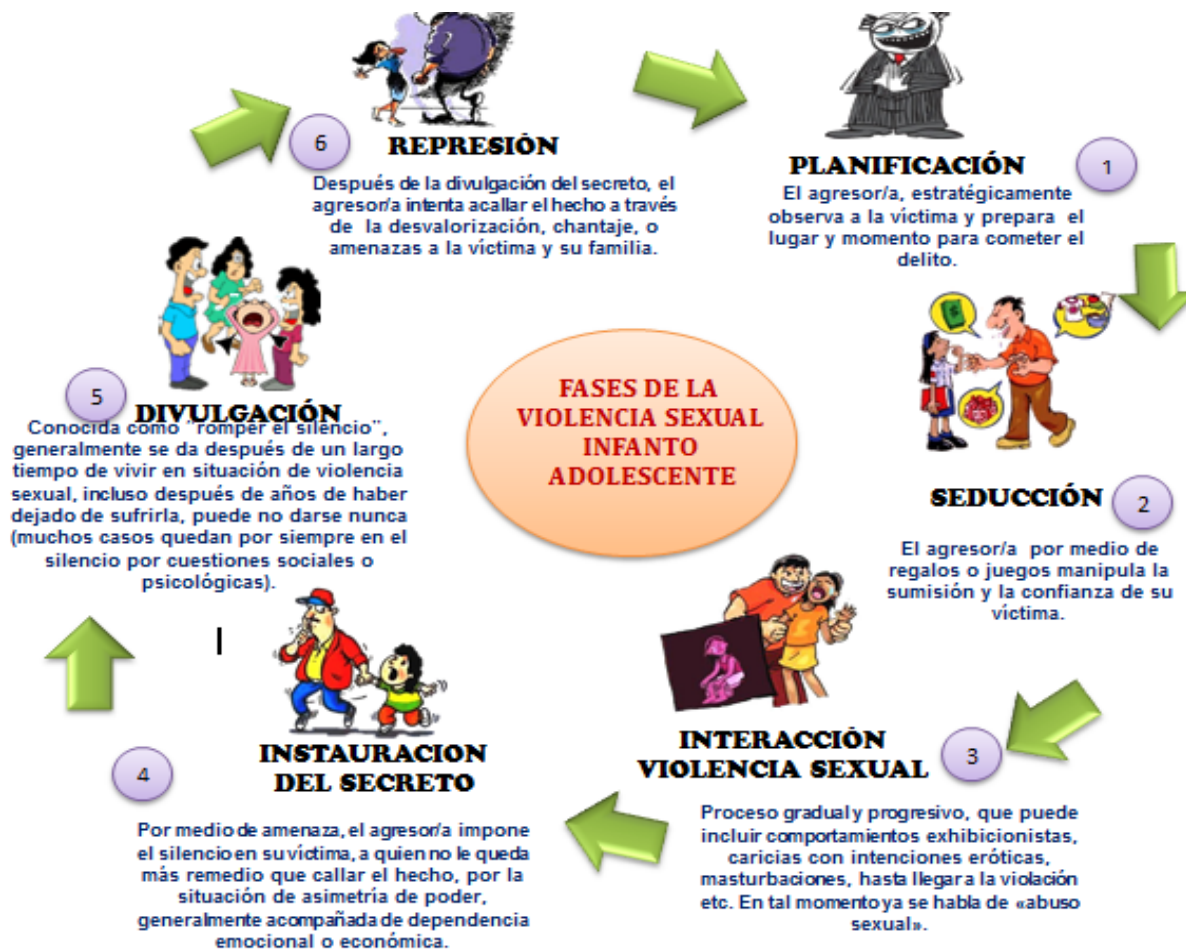 FASES DE LA
VIOLENCIA SEXUAL
INFANTO
ADOLESCENTE
1
PLANIFICACIÓN
El agresor/a, estratégicamente
observa a la víctima y prepara el
lugar y momento para cometer el
delito.
SEDUCCIÓN
2
El agresor/a por medio de
regalos o juegos manipula la
sumisión y la confianza de su
víctima.
INTERACCIÓN
VIOLENCIA SEXUAL
3
Proceso gradual y progresivo, que puede
incluir comportamientos exhibicionistas,
caricias con intenciones eróticas,
masturbaciones, hasta llegar a la violación
etc. En tal momento ya se habla de «abuso
sexual».
4
INSTAURACION
DEL SECRETO
Por medio de amenaza, el agresor/a impone
el silencio en su víctima, a quien no le queda
más remedio que callar el hecho, por la
situación de asimetría de poder,
generalmente acompañada de dependencia
emocional o económica.
5
DIVULGACIÓN
Conocida como "romper el silencio",
generalmente se da después de un largo
tiempo de vivir en situación de violencia
sexual, incluso después de años de haber
dejado de sufrirla, puede no darse nunca
(muchos casos quedan por siempre en el
silencio por cuestiones sociales o
psicológicas).
6
REPRESIÓN
Después de la divulgación del secreto, el
agresor/a intenta acallar el hecho a través
de la desvalorización, chantaje, o
amenazas a la víctima y su familia.
$